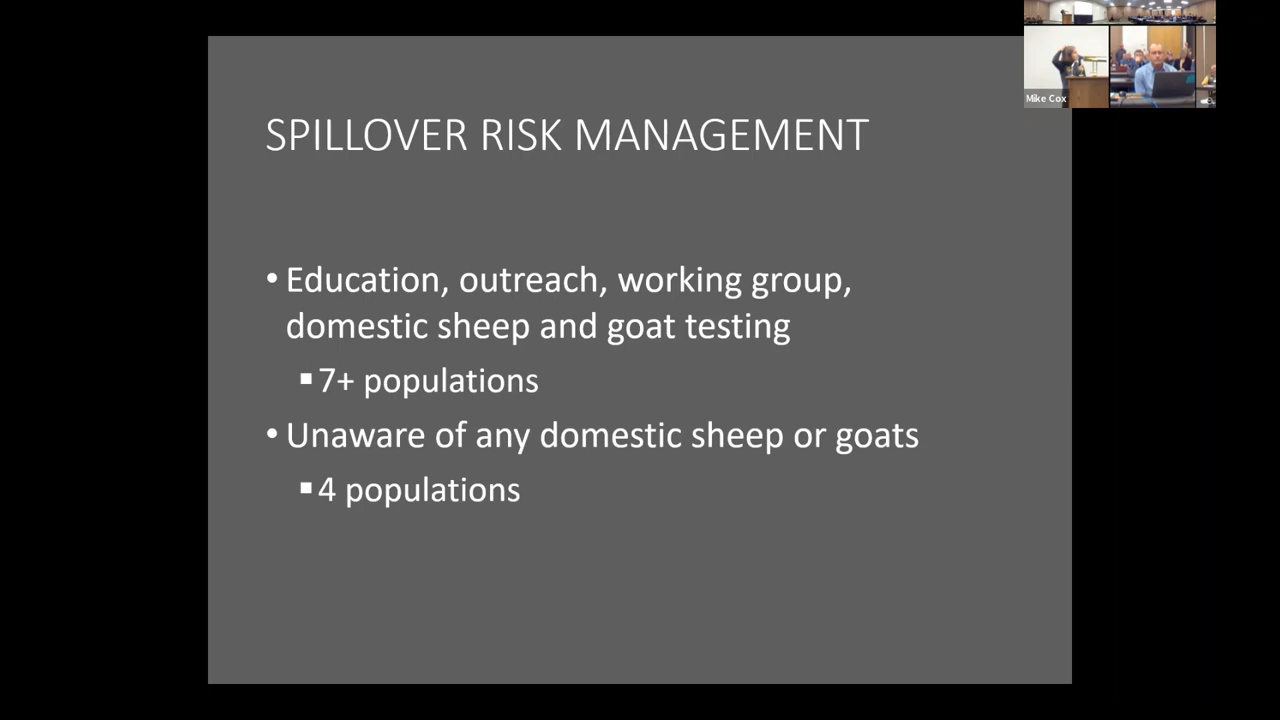 Mike Cox
SPILLOVER RISK MANAGEMENT
• Education, outreach, working group,
domestic sheep and goat testing
▪ 7+ populations
• Unaware of any domestic sheep or goats
▪ 4 populations